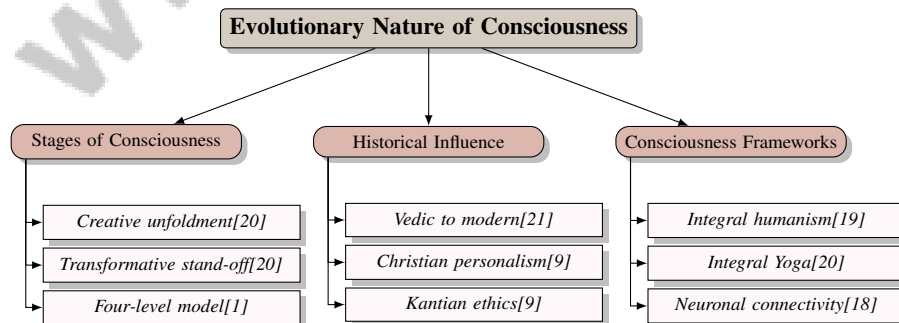 Evolutionary Nature of Consciousness
Stages of Consciousness
Historical Influence
Consciousness Frameworks
Creative unfoldment[20]
Transformative stand-off[20]
Four-level model[1]
Vedic to modern[21]
Christian personalism[9]
Kantian ethics[9]
Integral humanism[19]
Integral Yoga[20]
Neuronal connectivity[18]